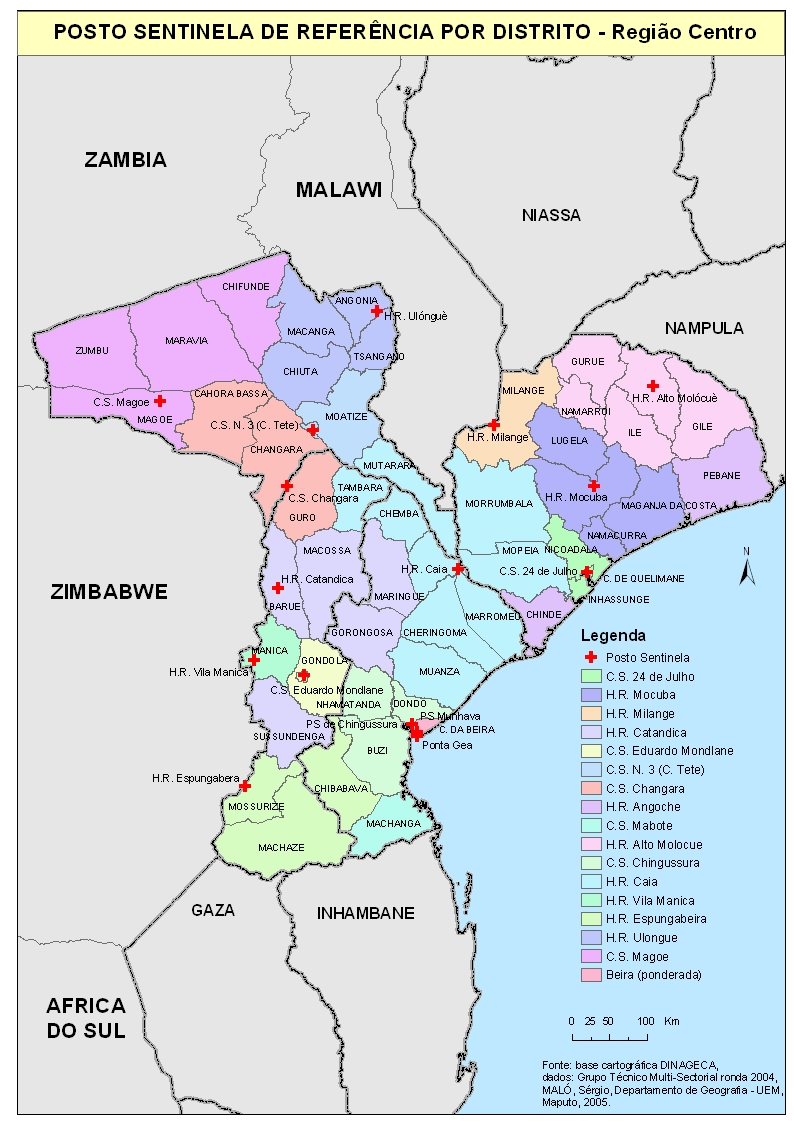 POSTO SENTINELA DE REFERÊNCIA POR DISTRITO - Região Centro
ZAMBIA
MALAWI
NIASSA
NAMPULA
CHIFUNDE
ANGONIA
H.R. Ulónguè
MACANGA
ZUMBU
MARAVIA
TSANGANO
CHIUTA
GURUE
MILANGE
CAHORA BASSA
H.R. Alto Molócuè
C.S. Magoe
MAGOE
MOATIZE
NAMARROI
C.S. N. 3 (C. Tete)
ILE
GILE
H.R. Milange
LUGELA
CHANGARA
MUTARARA
PEBANE
TAMBARA
C.S. Changara
H.R. Mocuba
MORRUMBALA
MAGANJA DA COSTA
CHEMBA
GURO
NAMACURRA
MACOSSA
MOPEIA
NICOADALA
H.R. Caia
C.S. 24 de Julho
C. DE QUELIMANE
H.R. Catandica
ZIMBABWE
MARINGUE
INHASSUNGE
BARUE
MARROMEU
CHINDE
GORONGOSA
CHERINGOMA
MANICA
GONDOLA
H.R. Vila Manica
MUANZA
C.S. Eduardo Mondlane
NHAMATANDA
DONDO
PS Munhava
PS de Chingussura
C. DA BEIRA
SUSSUNDENGA
Ponta Gea
BUZI
H.R. Espungabera
CHIBABAVA
MOSSURIZE
MACHANGA
MACHAZE
GAZA
INHAMBANE
AFRICA
DO SUL
N
Legenda
Posto Sentinela
C.S. 24 de Julho
H.R. Mocuba
H.R. Milange
H.R. Catandica
C.S. Eduardo Mondlane
C.S. N. 3 (C. Tete)
C.S. Changara
H.R. Angoche
C.S. Mabote
H.R. Alto Molocue
C.S. Chingussura
H.R. Caia
H.R. Vila Manica
H.R. Espungabeira
H.R. Ulongue
C.S. Magoe
Beira (ponderada)
0 25 50 100 Km
Fonte: base cartográfica DINAGECA,
dados: Grupo Técnico Multi-Sectorial ronda 2004,
MALÓ, Sérgio, Departamento de Geografia - UEM,
Maputo, 2005.